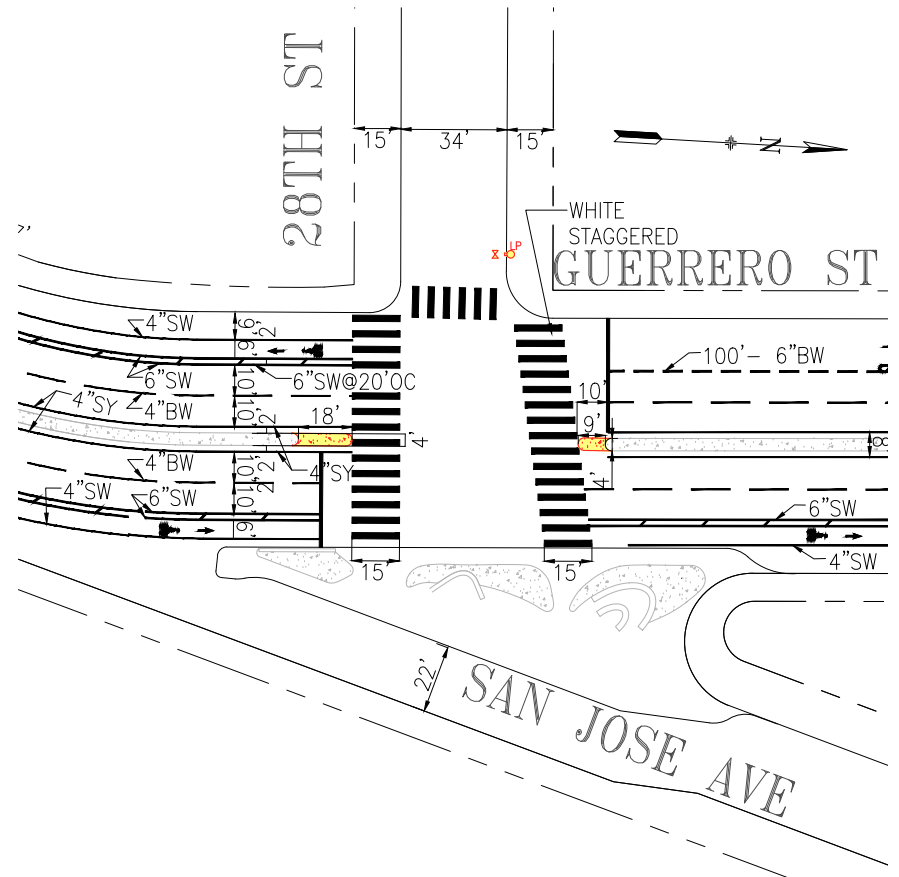 28TH ST
15'
34'
15'
N
WHITE
STAGGERED
LP
GUERRERO ST
4"SW
6'
2'
6'
6"SW
6"SW@20'OC
100'- 6"BW
10'
4"SY
4"BW
10'
18'
10'
9'
2'
4'
8
4"BW
4"SY
10'
2'
2'
4'
4"SW
6"SW
10'
6'
6"SW
4"SW
15'
15'
22'
SAN JOSE AVE